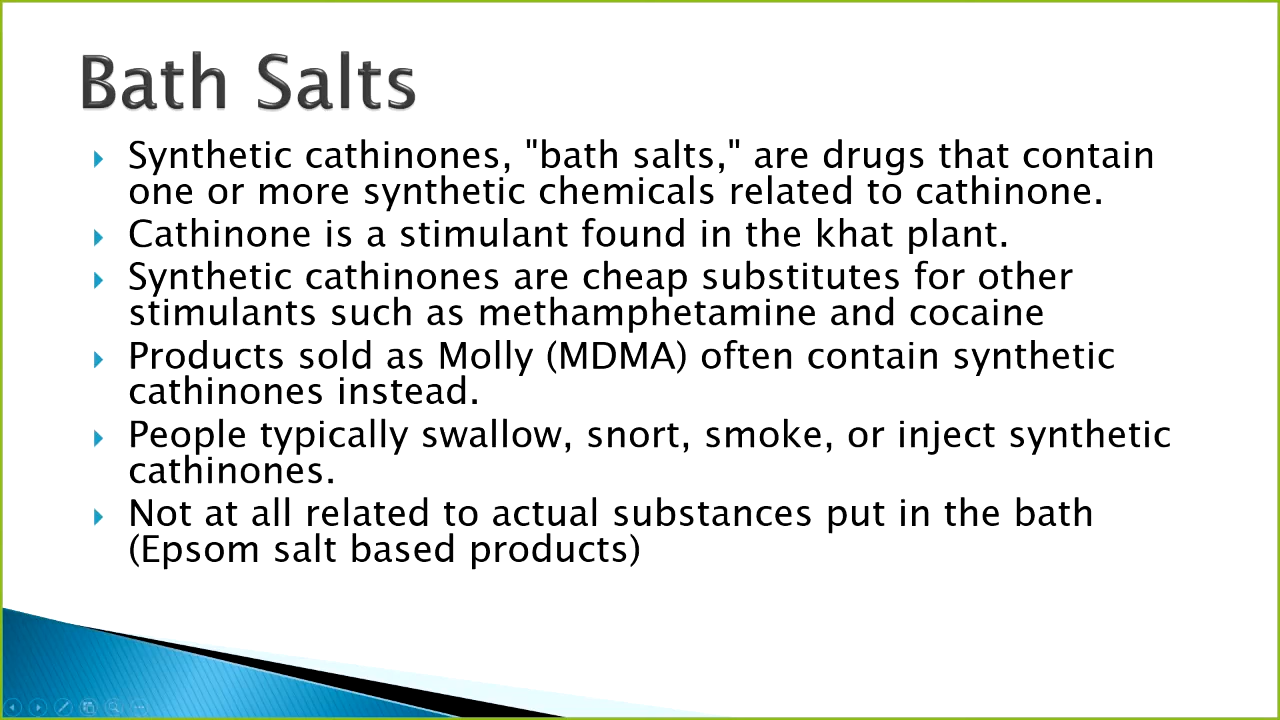 Bath Salts
Synthetic cathinones, "bath salts," are drugs that contain
one or more synthetic chemicals related to cathinone.
Cathinone is a stimulant found in the khat plant.
Synthetic cathinones are cheap substitutes for other
stimulants such as methamphetamine and cocaine
Products sold as Molly (MDMA) often contain synthetic
cathinones instead.
People typically swallow, snort, smoke, or inject synthetic
cathinones.
Not at all related to actual substances put in the bath
(Epsom salt based products)